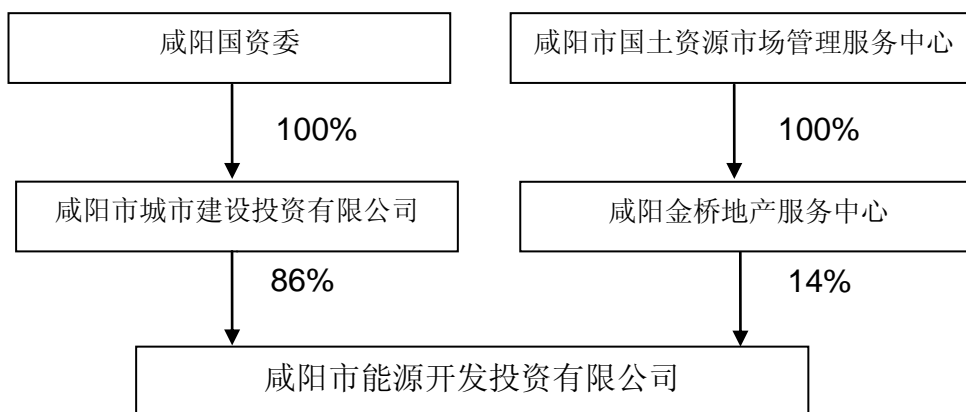 咸阳国资委
咸阳市国土资源市场管理服务中心
100%
100%
咸阳市城市建设投资有限公司
咸阳金桥地产服务中心
86%
14%
咸阳市能源开发投资有限公司